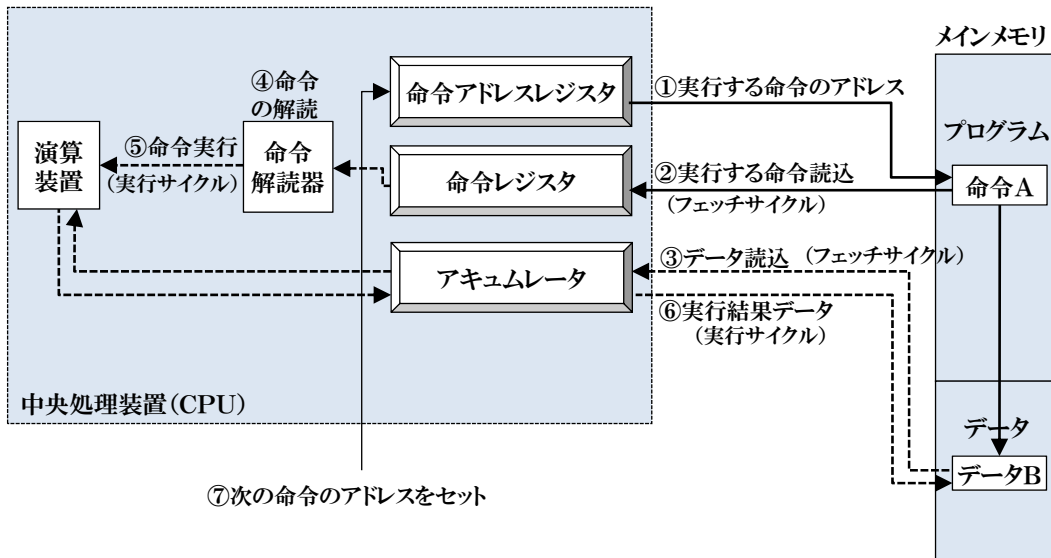 メインメモリ
命令アドレスレジスタ
①実行する命令のアドレス
④命令
の解読
プログラム
演算
装置
⑤命令実行
(実行サイクル)
命令
解読器
命令レジスタ
②実行する命令読込
(フェッチサイクル)
命令A
アキュムレータ
③データ読込 (フェッチサイクル)
⑥実行結果データ
(実行サイクル)
中央処理装置(CPU)
データ
データB
⑦次の命令のアドレスをセット